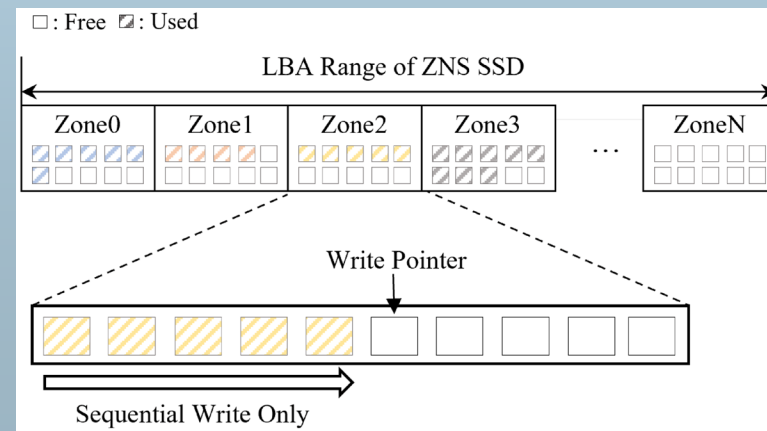 □: Free ▨: Used
LBA Range of ZNS SSD
Zone0 Zone1 Zone2 Zone3 ... ZoneN
Write Pointer
Sequential Write Only